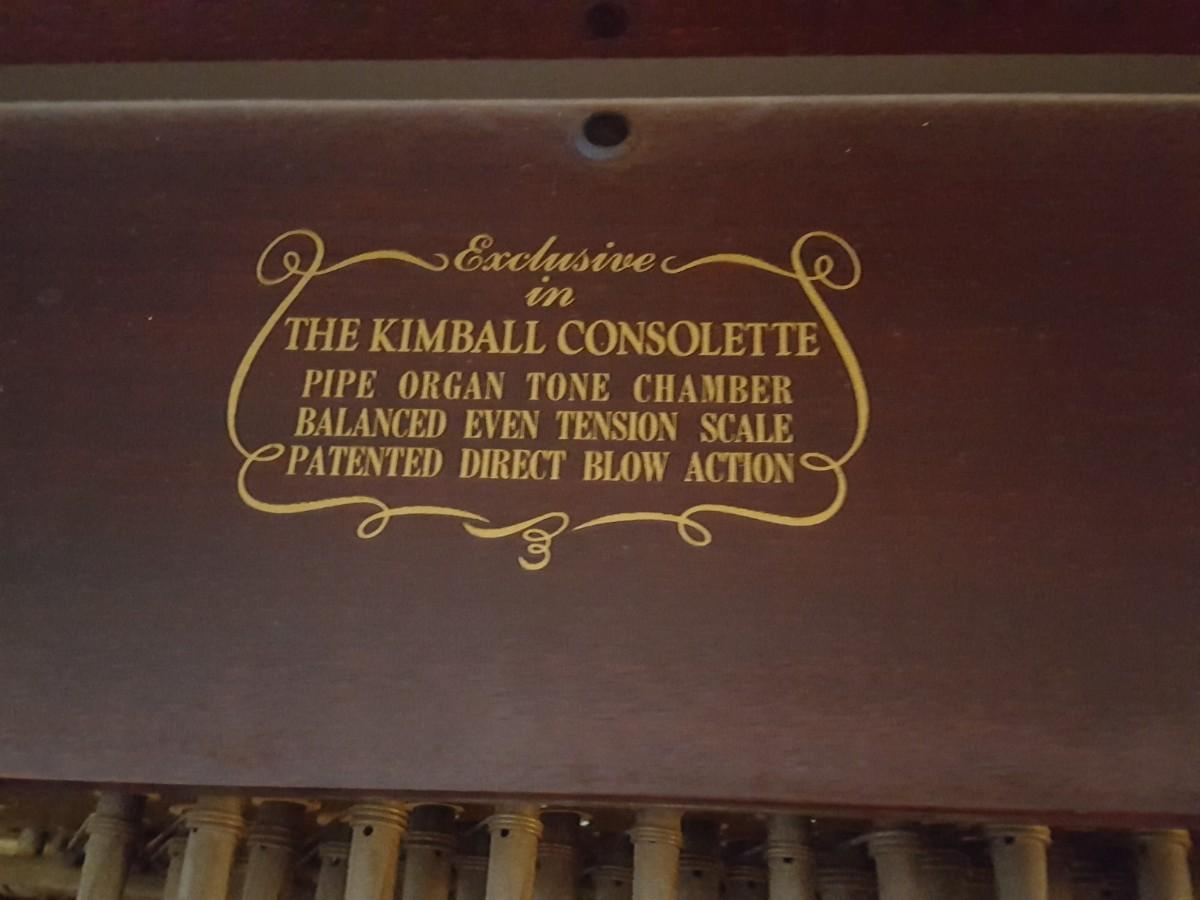 Exclusive
in
THE KIMBALL CONSOLETTE
PIPE ORGAN TONE CHAMBER
BALANCED EVEN TENSION SCALE
PATENTED DIRECT BLOW ACTION